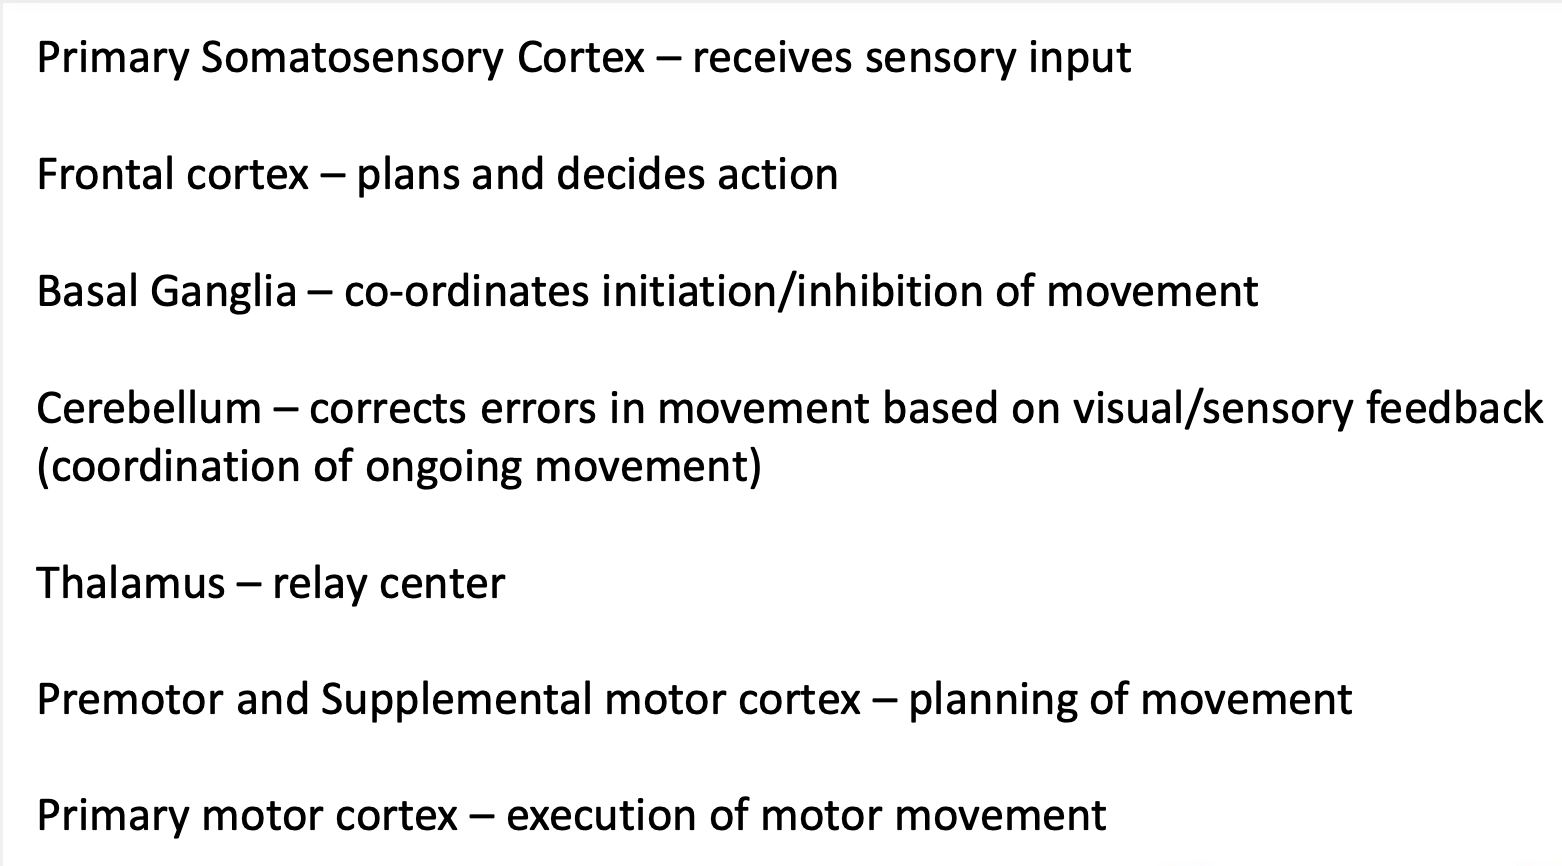 Primary Somatosensory Cortex – receives sensory input
Frontal cortex – plans and decides action
Basal Ganglia – co-ordinates initiation/inhibition of movement
Cerebellum – corrects errors in movement based on visual/sensory feedback
(coordination of ongoing movement)
Thalamus – relay center
Premotor and Supplemental motor cortex – planning of movement
Primary motor cortex – execution of motor movement